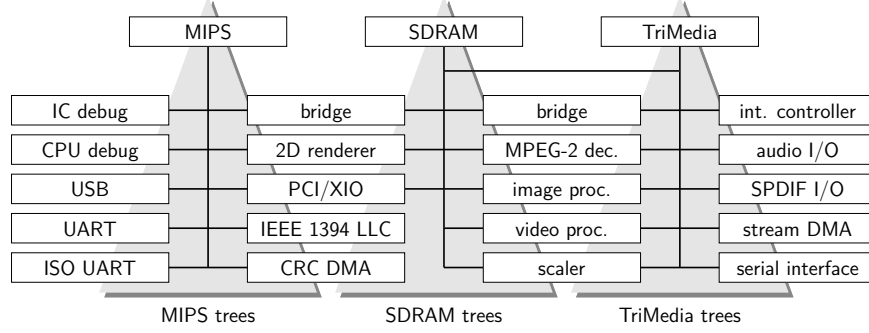 MIPS SDRAM TriMedia
IC debug bridge bridge int. controller
CPU debug 2D renderer MPEG-2 dec. audio I/O
USB PCI/XIO image proc. SPDIF I/O
UART IEEE 1394 LLC video proc. stream DMA
ISO UART CRC DMA scaler serial interface
MIPS trees SDRAM trees TriMedia trees